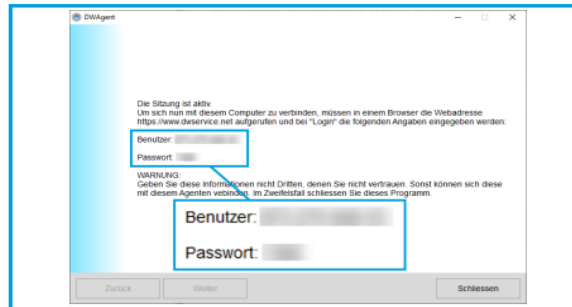 DWAgent
Die Sitzung ist aktiv.
Um sich nun mit diesem Computer zu verbinden, müssen in einem Browser die Webadresse
https://www.dwservice.net aufgerufen und bei "Login" die folgenden Angaben eingegeben werden:
Benutzer:
Passwort:
WARNUNG:
Geben Sie diese Informationen nicht Dritten, denen Sie nicht vertrauen. Sonst können sich diese
mit diesem Agenten vebinden. Im Zweifelsfall schliessen Sie dieses Programm.
Benutzer:
Passwort:
Zurück
Weiter
Schliessen